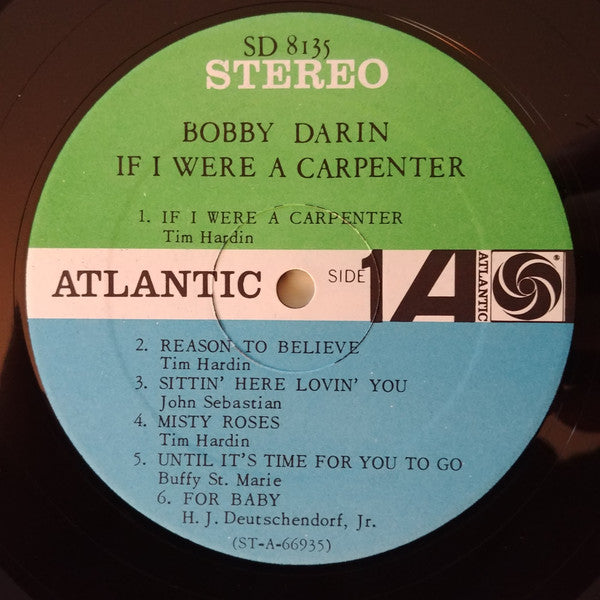 SD 8135
STEREO
BOBBY DARIN
IF I WERE A CARPENTER
1. IF I WERE A CARPENTER
Tim Hardin
ATLANTIC SIDE 1 A ATLANTIC ®
2. REASON TO BELIEVE
Tim Hardin
3. SITTIN' HERE LOVIN' YOU
John Sebastian
4. MISTY ROSES
Tim Hardin
5. UNTIL IT'S TIME FOR YOU TO GO
Buffy St. Marie
6. FOR BABY
H. J. Deutschendorf, Jr.
(ST-A-66935)